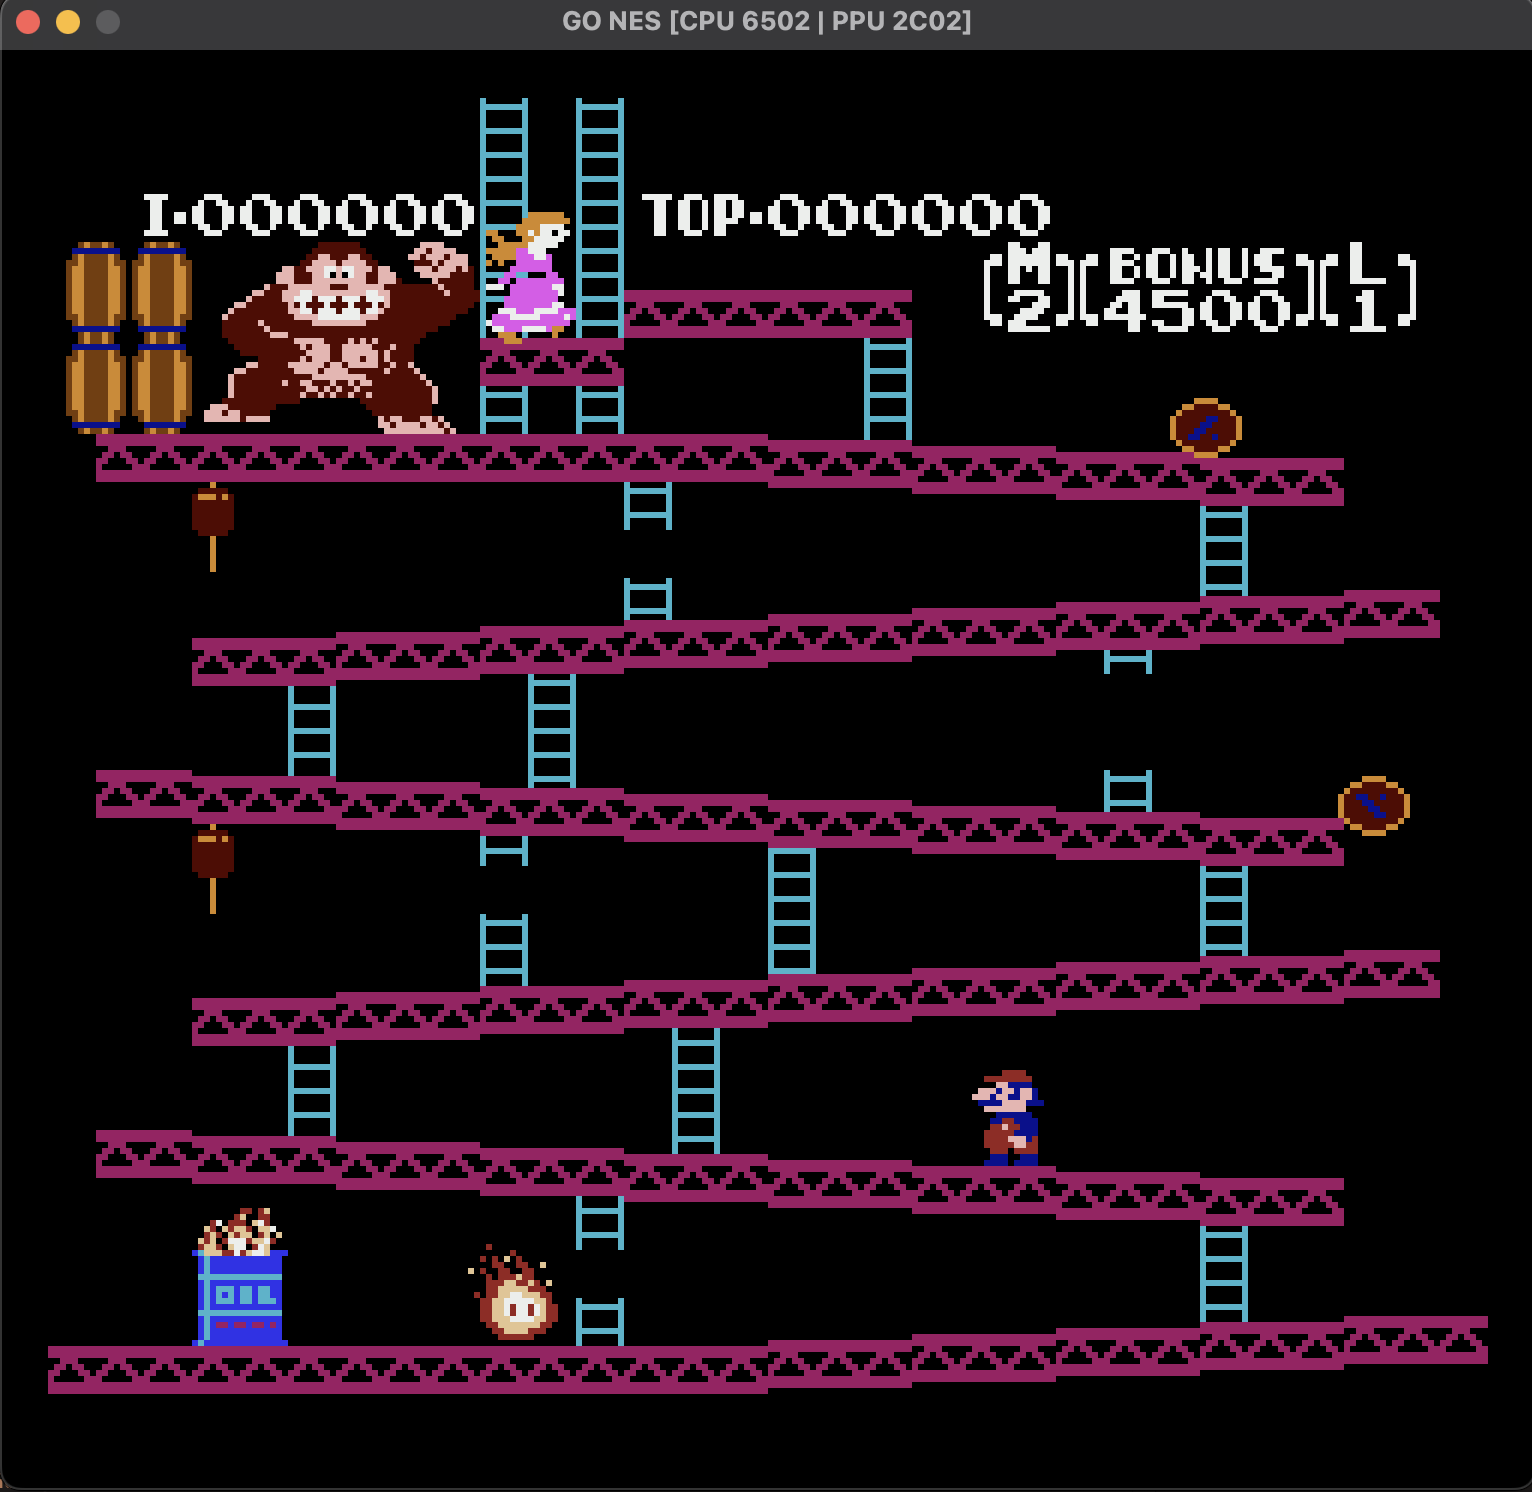 GO NES [CPU 6502 | PPU 2C02]
I-000000 TOP-000000
[M][BONUS][L]
[2][4500][1]
OIL